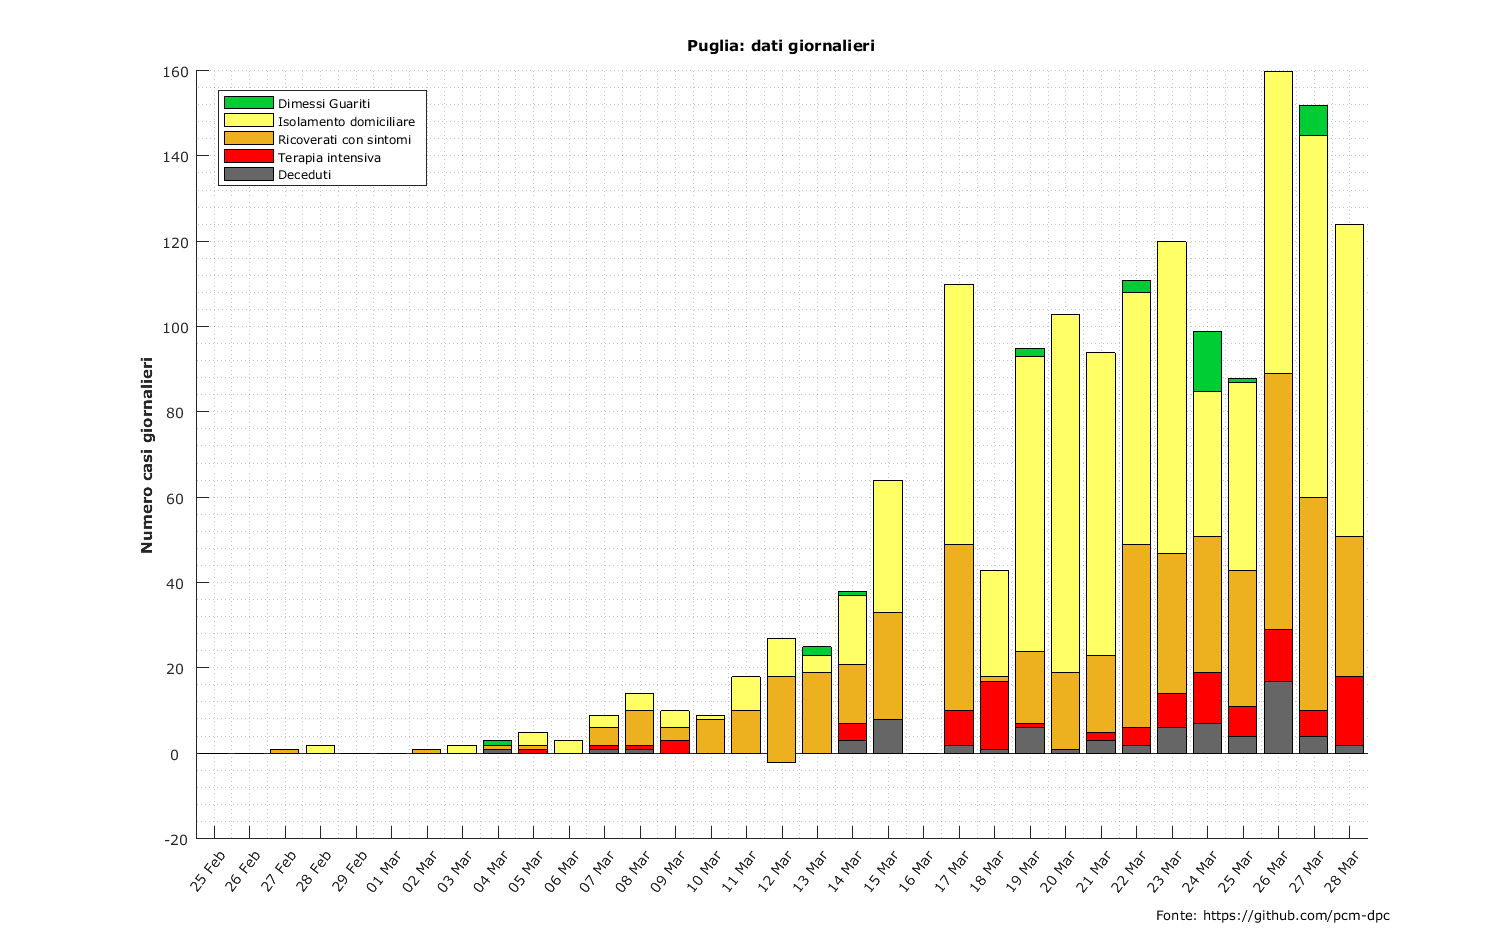 Puglia: dati giornalieri
Dimessi Guariti
Isolamento domiciliare
Ricoverati con sintomi
Terapia intensiva
Deceduti
Numero casi giornalieri
160
140
120
100
80
60
40
20
0
-20
25 Feb
26 Feb
27 Feb
28 Feb
29 Feb
01 Mar
02 Mar
03 Mar
04 Mar
05 Mar
06 Mar
07 Mar
08 Mar
09 Mar
10 Mar
11 Mar
12 Mar
13 Mar
14 Mar
15 Mar
16 Mar
17 Mar
18 Mar
19 Mar
20 Mar
21 Mar
22 Mar
23 Mar
24 Mar
25 Mar
26 Mar
27 Mar
28 Mar
Fonte: https://github.com/pcm-dpc